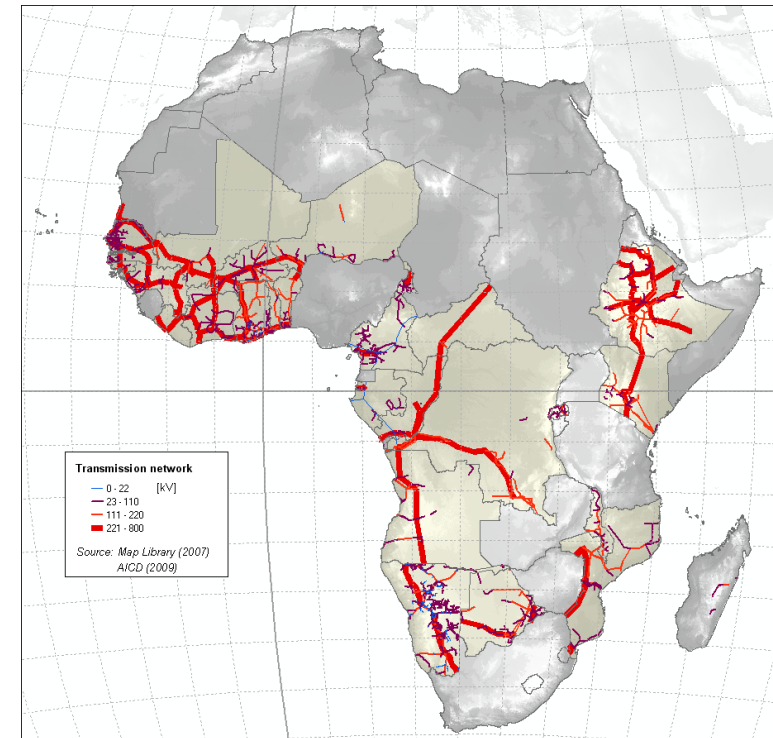 Transmission network
0 - 22 [kV]
23 - 110
111 - 220
221 - 800
Source: Map Library (2007)
AICD (2009)